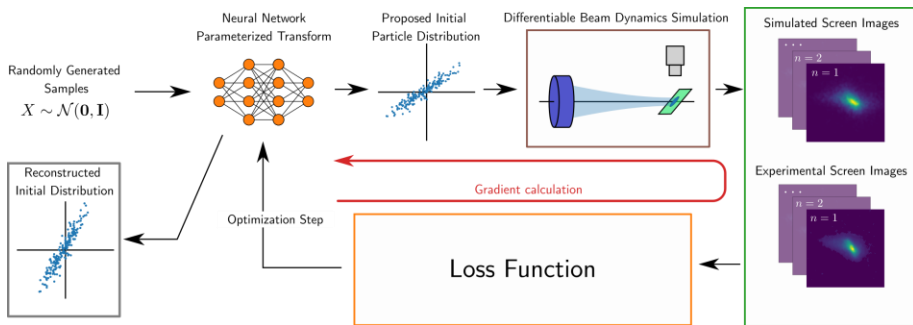 Neural Network
Parameterized Transform
Proposed Initial
Particle Distribution
Differentiable Beam Dynamics Simulation
Simulated Screen Images
Randomly Generated
Samples
X ∼ 𝒩(𝟎, 𝐈)
. . .
n = 2
n = 1
Reconstructed
Initial Distribution
Optimization Step
Gradient calculation
Loss Function
Experimental Screen Images
. . .
n = 2
n = 1